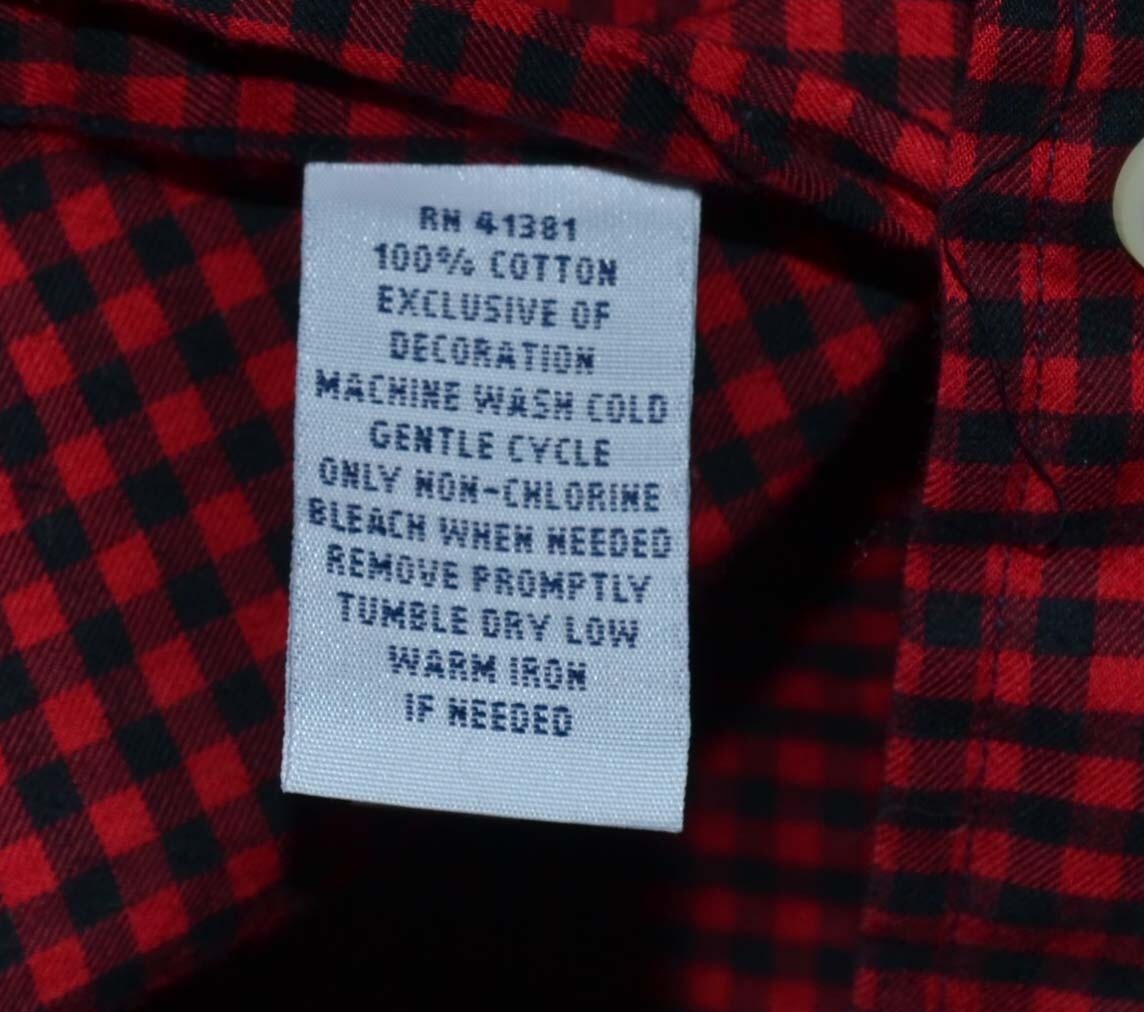 RN 41381
100% COTTON
EXCLUSIVE OF
DECORATION
MACHINE WASH COLD
GENTLE CYCLE
ONLY NON-CHLORINE
BLEACH WHEN NEEDED
REMOVE PROMPTLY
TUMBLE DRY LOW
WARM IRON
IF NEEDED